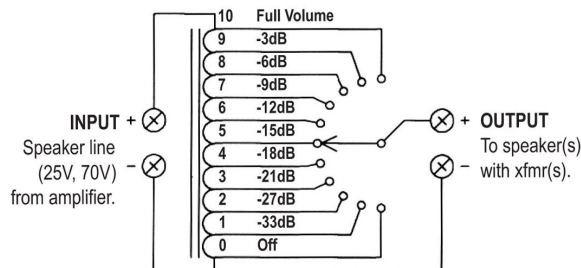 10 Full Volume
9 -3dB
8 -6dB
7 -9dB
6 -12dB
5 -15dB
4 -18dB
3 -21dB
2 -27dB
1 -33dB
0 Off
INPUT +
Speaker line
(25V, 70V) -
from amplifier.
+ OUTPUT
To speaker(s)
- with xfmr(s).